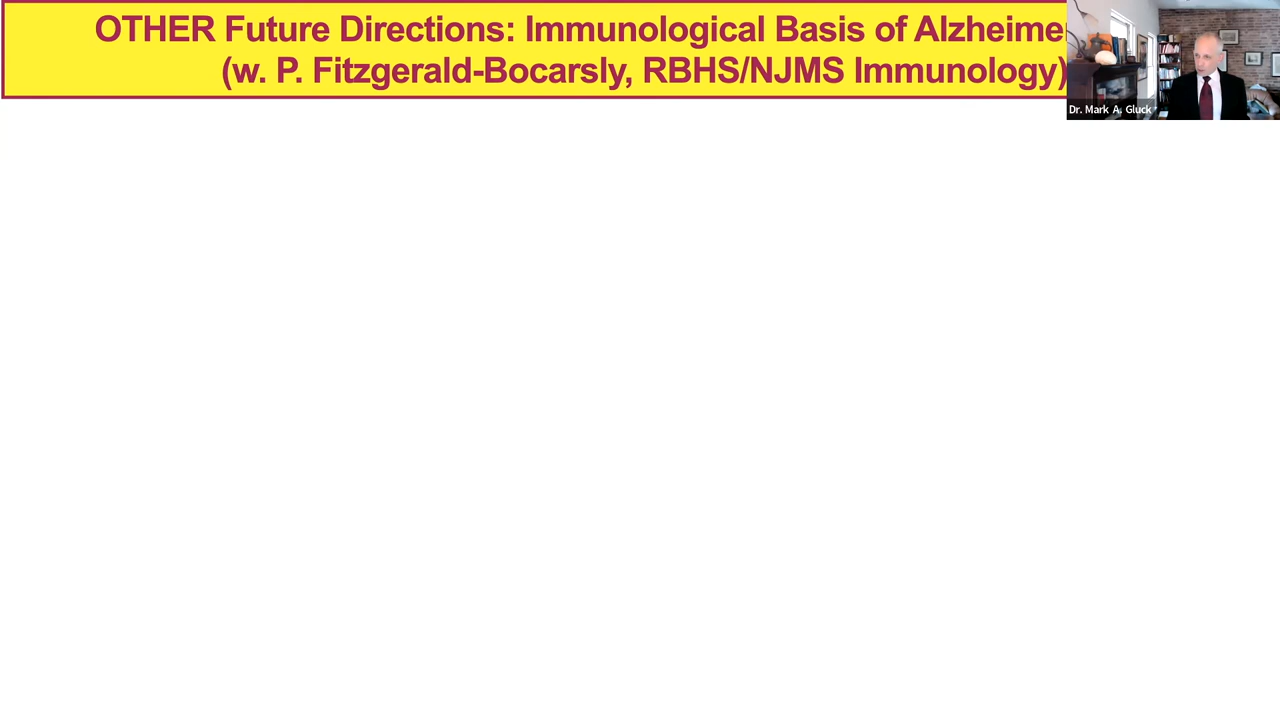 OTHER Future Directions: Immunological Basis of Alzheime
(w. P. Fitzgerald-Bocarsly, RBHS/NJMS Immunology)
Dr. Mark A. Gluck